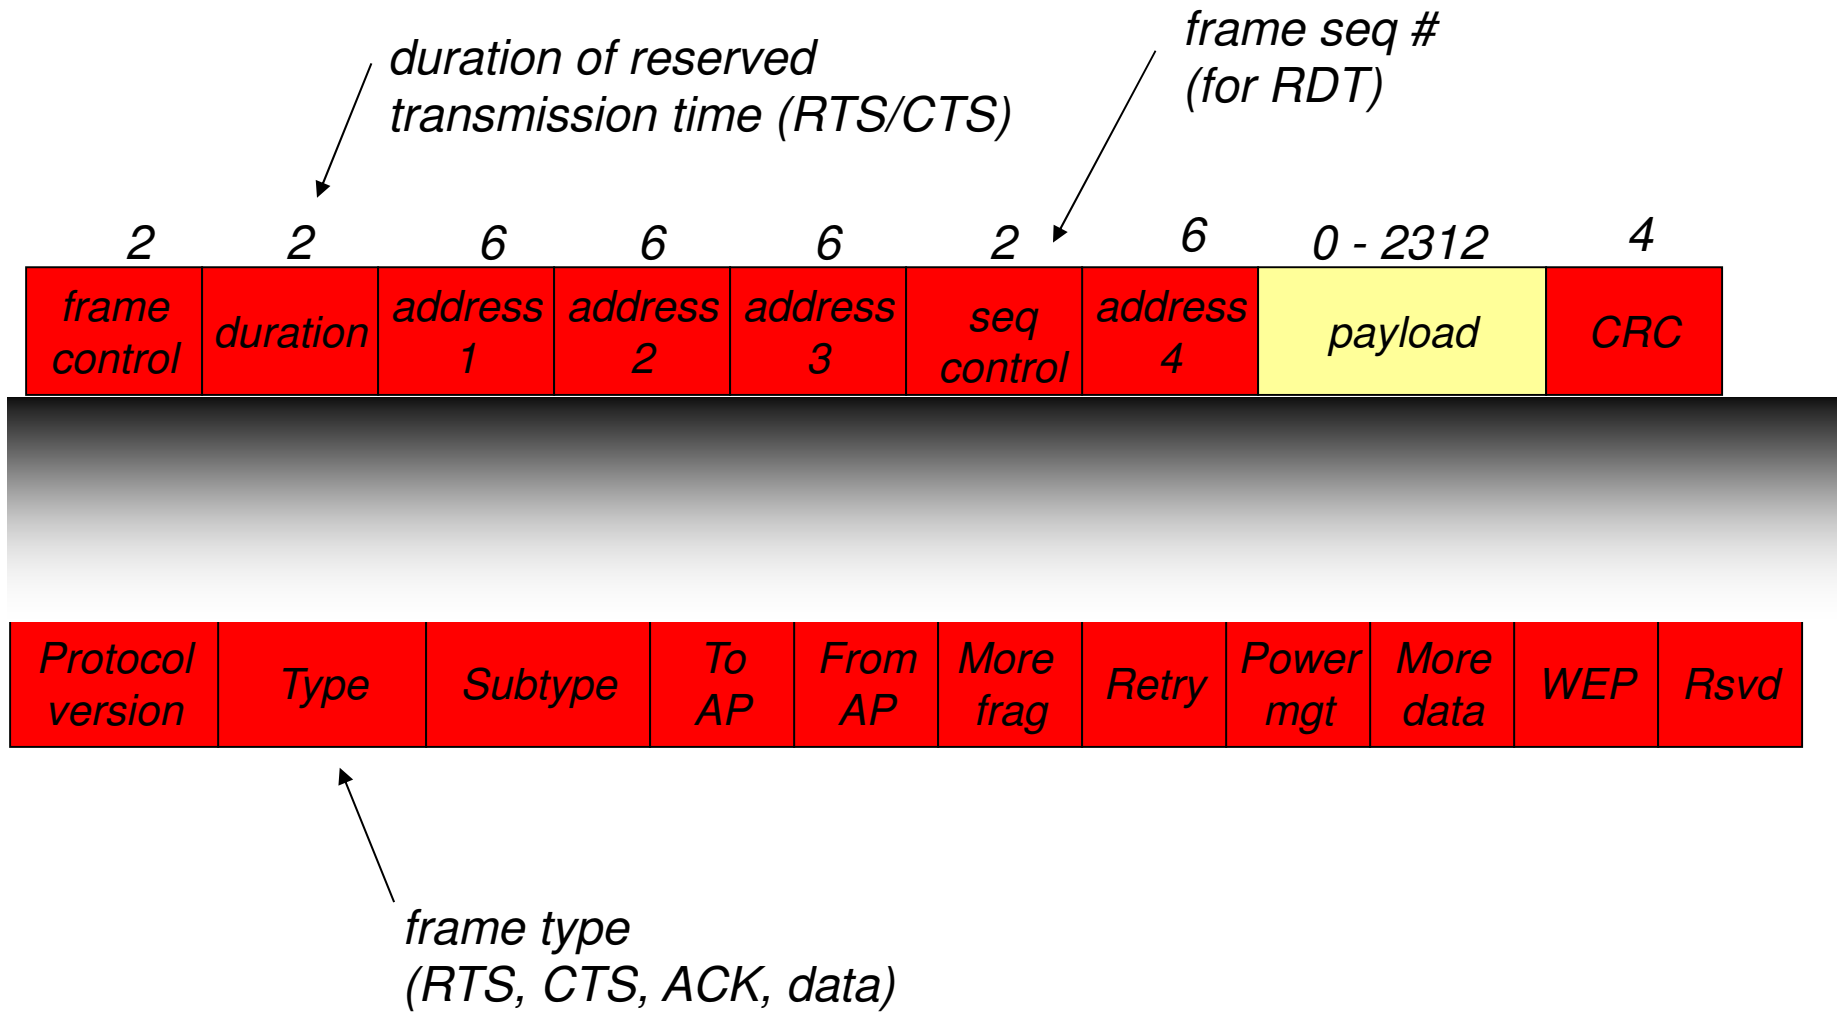 duration of reserved
transmission time (RTS/CTS)
frame seq #
(for RDT)
2 2 6 6 6 2 6 0 - 2312 4
frame control
duration
address 1
address 2
address 3
seq control
address 4
payload
CRC
Protocol version
Type
Subtype
To AP
From AP
More frag
Retry
Power mgt
More data
WEP
Rsvd
frame type
(RTS, CTS, ACK, data)